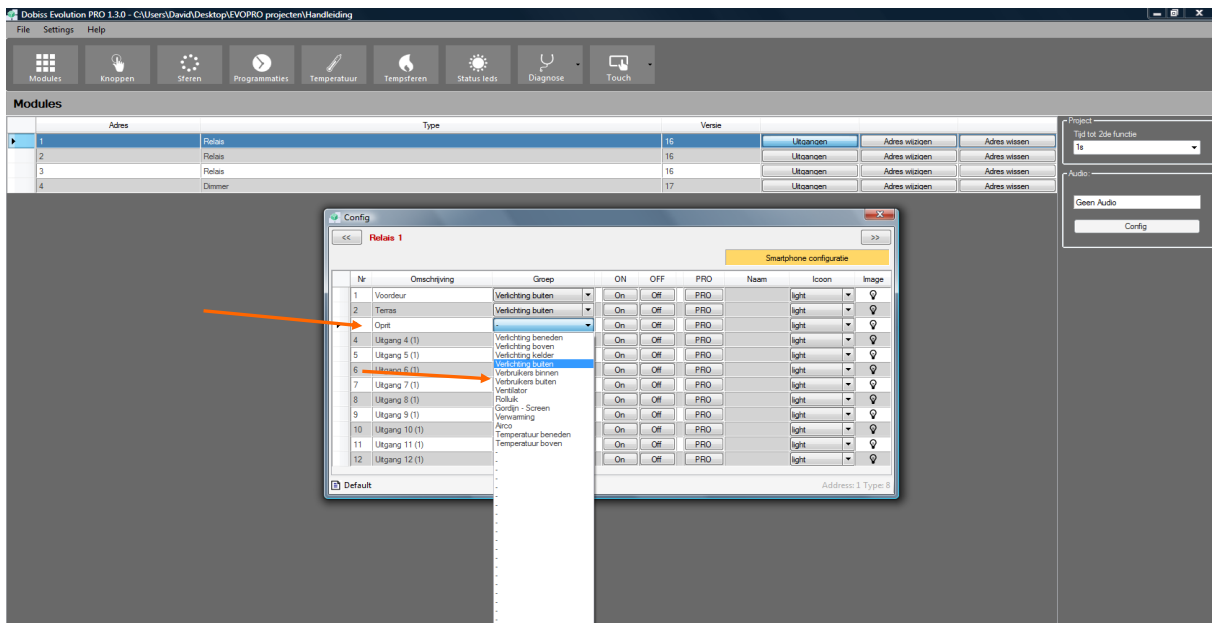 Dobiss Evolution PRO 1.3.0 - C:\Users\David\Desktop\EVOPRO projecten\Handleiding
File Settings Help
Modules Knoppen Sferen Programmaties Temperatuur Tempsferen Status leds Diagnose Touch
Modules
Adres Type Versie
1 Relais 16 Uitgangen Adres wijzigen Adres wissen
2 Relais 16 Uitgangen Adres wijzigen Adres wissen
3 Relais 16 Uitgangen Adres wijzigen Adres wissen
4 Dimmer 17 Uitgangen Adres wijzigen Adres wissen
Project
Tijd tot 2de functie
1s
Audio:
Geen Audio
Config
Config
<< Relais 1 >>
Smartphone configuratie
Nr Omschrijving Groep ON OFF PRO Naam Icoon Image
1 Voordeur Verlichting buiten On Off PRO light
2 Terras Verlichting buiten On Off PRO light
3 Oprit - On Off PRO light
4 Uitgang 4 (1) On Off PRO light
5 Uitgang 5 (1) On Off PRO light
6 Uitgang 6 (1) On Off PRO light
7 Uitgang 7 (1) On Off PRO light
8 Uitgang 8 (1) On Off PRO light
9 Uitgang 9 (1) On Off PRO light
10 Uitgang 10 (1) On Off PRO light
11 Uitgang 11 (1) On Off PRO light
12 Uitgang 12 (1) On Off PRO light
Verlichting beneden
Verlichting boven
Verlichting kelder
Verlichting buiten
Verbruikers binnen
Verbruikers buiten
Ventilator
Rolluik
Gordijn - Screen
Verwarming
Airco
Temperatuur beneden
Temperatuur boven
Default Address: 1 Type: 8